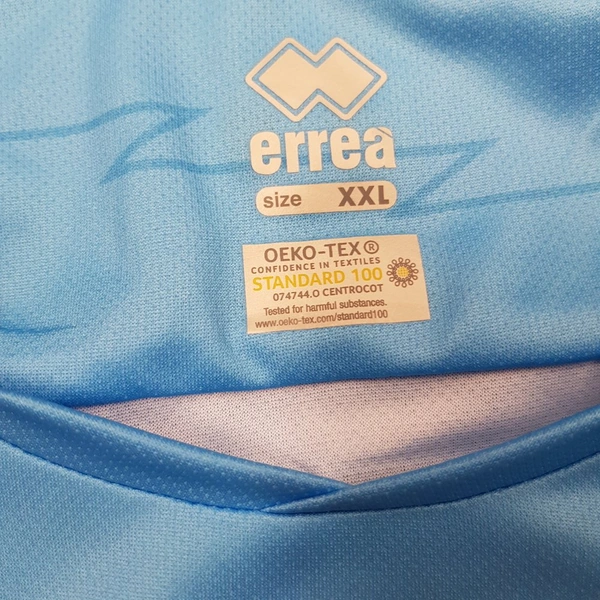 erreà
size XXL
OEKO-TEX®
CONFIDENCE IN TEXTILES
STANDARD 100
074744.O CENTROCOT
Tested for harmful substances.
www.oeko-tex.com/standard100